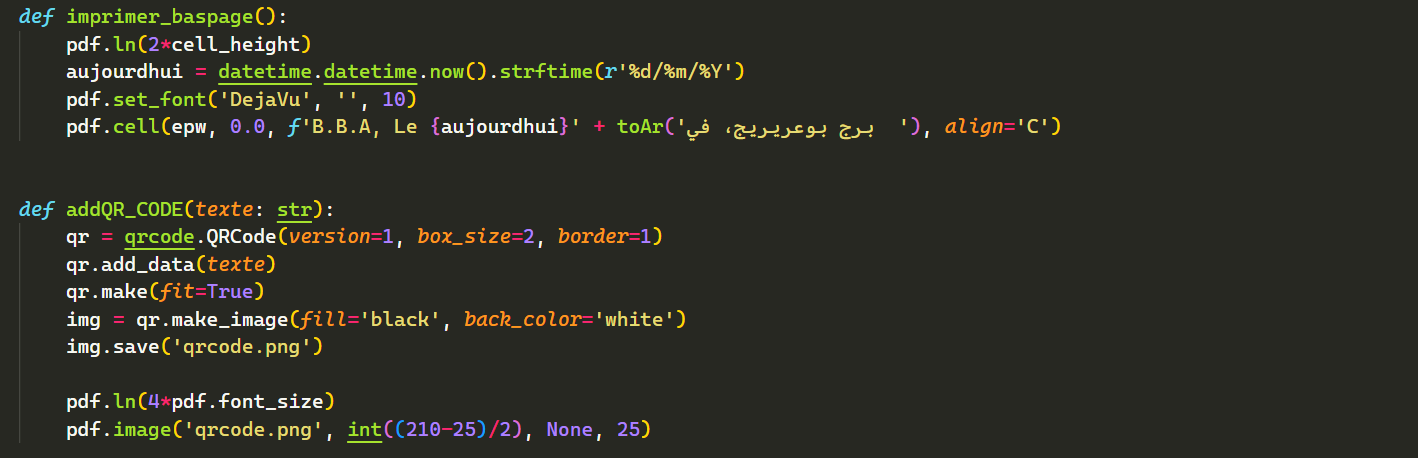 def imprimer_baspage():
    pdf.ln(2*cell_height)
    aujourdhui = datetime.datetime.now().strftime(r'%d/%m/%Y')
    pdf.set_font('DejaVu', '', 10)
    pdf.cell(epw, 0.0, f'B.B.A, Le {aujourdhui}' + toAr('برج بوعريريج، في  '), align='C')
def addQR_CODE(texte: str):
    qr = qrcode.QRCode(version=1, box_size=2, border=1)
    qr.add_data(texte)
    qr.make(fit=True)
    img = qr.make_image(fill='black', back_color='white')
    img.save('qrcode.png')
    pdf.ln(4*pdf.font_size)
    pdf.image('qrcode.png', int((210-25)/2), None, 25)